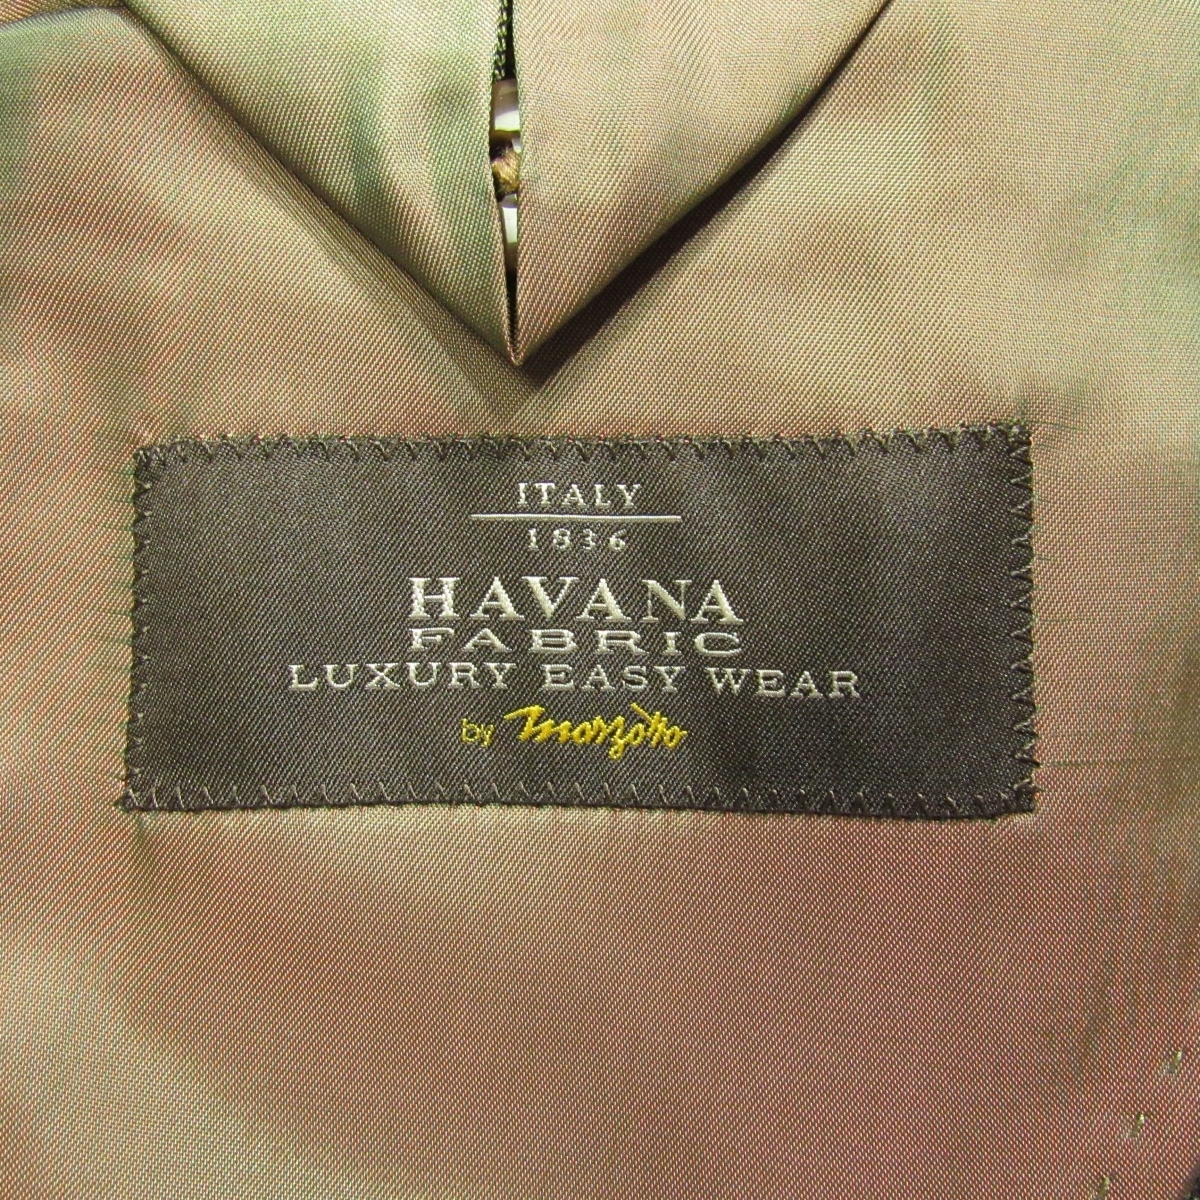 ITALY
1836
HAVANA
FABRIC
LUXURY EASY WEAR
by Marzotto